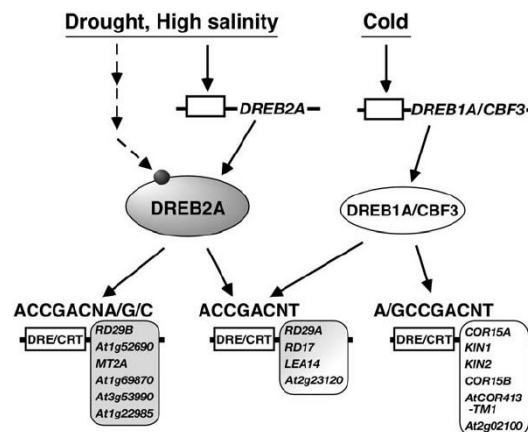 Drought, High salinity
Cold
DREB2A
DREB1A/CBF3
DREB2A
DREB1A/CBF3
ACCGACNA/G/C
ACCGACNT
A/GCCGACNT
DRE/CRT
RD29B
At1g52690
MT2A
At1g69870
At3g53990
At1g22985
DRE/CRT
RD29A
RD17
LEA14
At2g23120
DRE/CRT
COR15A
KIN1
KIN2
COR15B
AtCOR413
-TM1
At2g02100